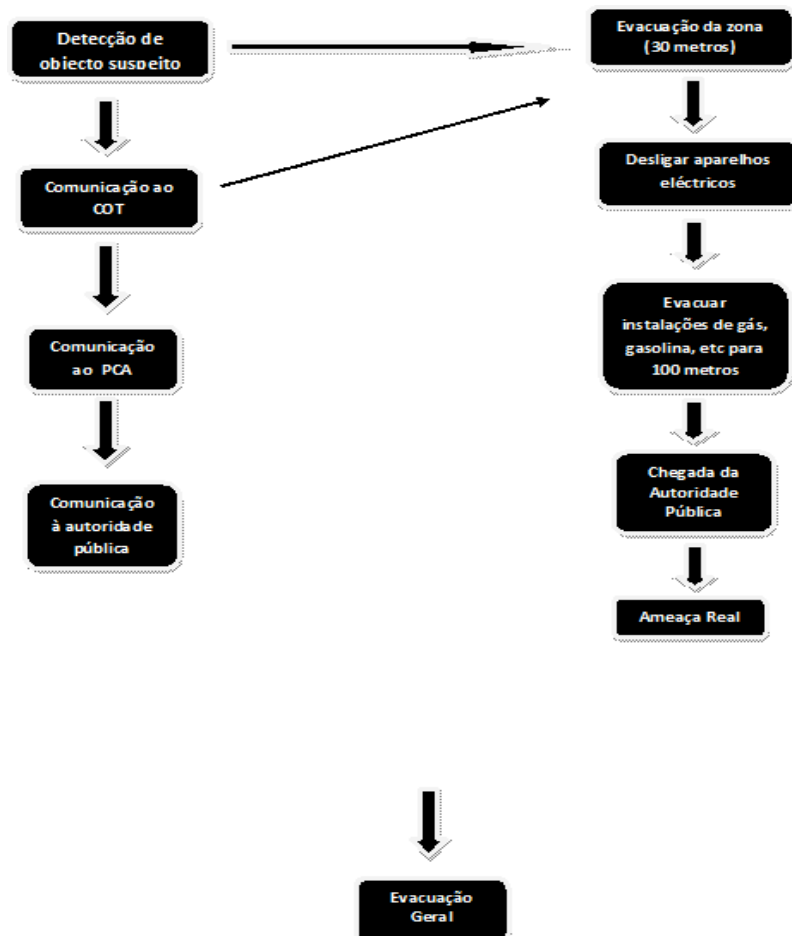 Detecção de
obiecto suspeito
Comunicação ao
COT
Comunicação
ao PCA
Comunicação
à autoridade
pública
Evacuação da zona
(30 metros)
Desligar aparelhos
eléctricos
Evacuar
instalações de gás,
gasolina, etc para
100 metros
Chegada da
Autoridade
Pública
Ameaça Real
Evacuação
Geral